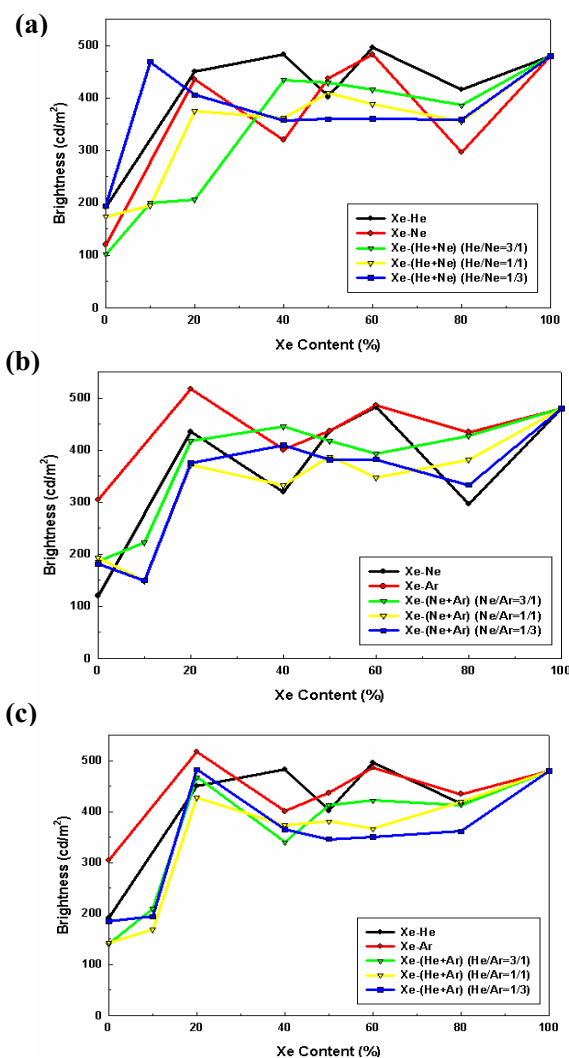 (a)
500
400
300
200
100
0
Brightness (cd/m²)
Xe-He
Xe-Ne
Xe-(He+Ne) (He/Ne=3/1)
Xe-(He+Ne) (He/Ne=1/1)
Xe-(He+Ne) (He/Ne=1/3)
0 20 40 60 80 100
Xe Content (%)
(b)
500
400
300
200
100
0
Brightness (cd/m²)
Xe-Ne
Xe-Ar
Xe-(Ne+Ar) (Ne/Ar=3/1)
Xe-(Ne+Ar) (Ne/Ar=1/1)
Xe-(Ne+Ar) (Ne/Ar=1/3)
0 20 40 60 80 100
Xe Content (%)
(c)
500
400
300
200
100
0
Brightness (cd/m²)
Xe-He
Xe-Ar
Xe-(He+Ar) (He/Ar=3/1)
Xe-(He+Ar) (He/Ar=1/1)
Xe-(He+Ar) (He/Ar=1/3)
0 20 40 60 80 100
Xe Content (%)